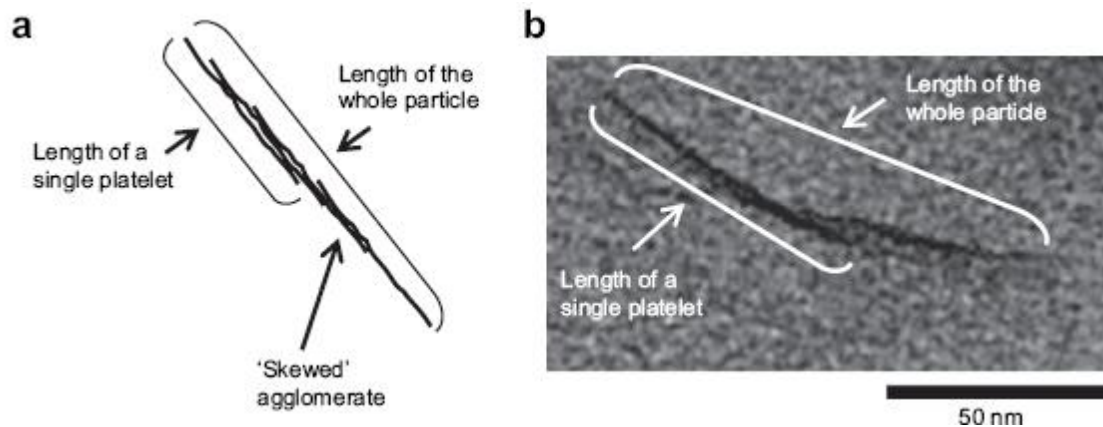 a
Length of the
whole particle
Length of a
single platelet
'Skewed'
agglomerate
b
Length of the
whole particle
Length of a
single platelet
50 nm